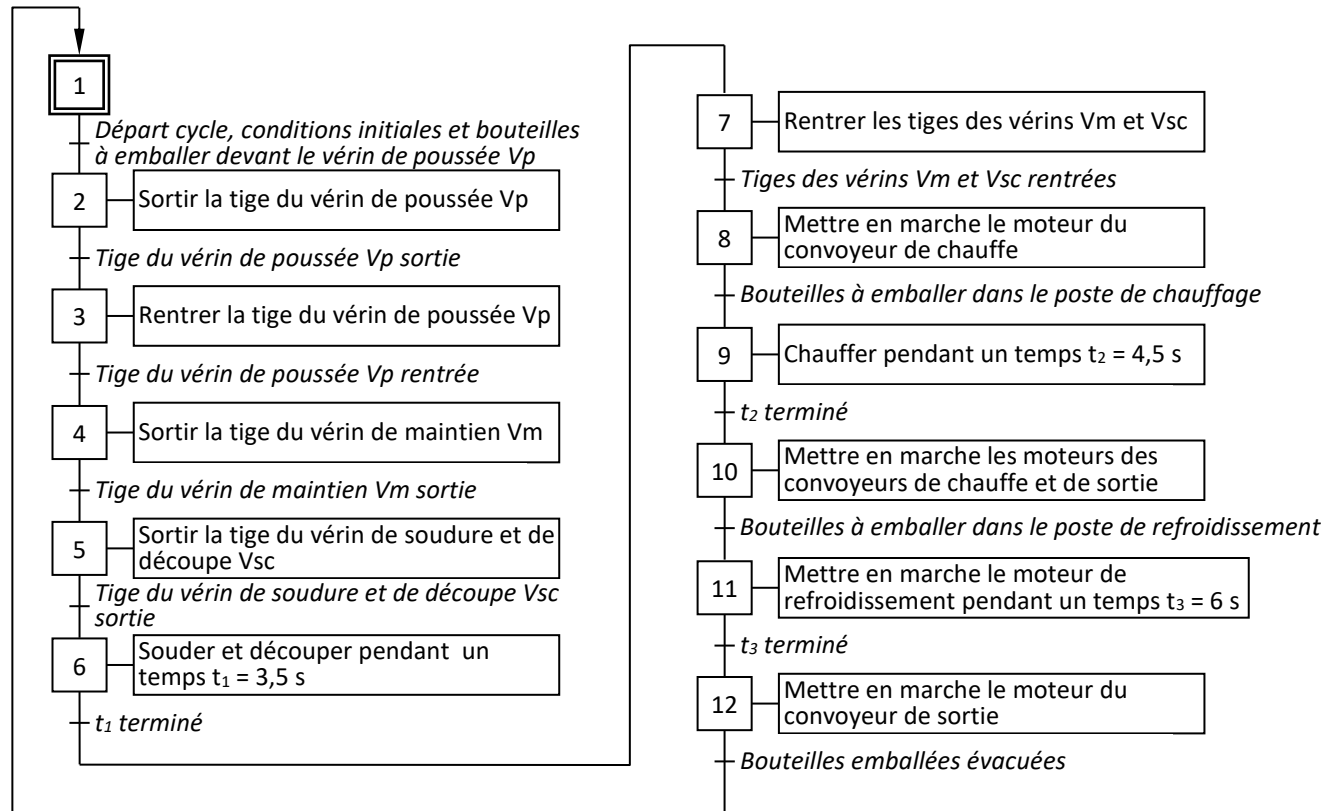 1
Départ cycle, conditions initiales et bouteilles
à emballer devant le vérin de poussée Vp
2
Sortir la tige du vérin de poussée Vp
Tige du vérin de poussée Vp sortie
3
Rentrer la tige du vérin de poussée Vp
Tige du vérin de poussée Vp rentrée
4
Sortir la tige du vérin de maintien Vm
Tige du vérin de maintien Vm sortie
5
Sortir la tige du vérin de soudure et de
découpe Vsc
Tige du vérin de soudure et de découpe Vsc
sortie
6
Souder et découper pendant un
temps t₁ = 3,5 s
t₁ terminé
7
Rentrer les tiges des vérins Vm et Vsc
Tiges des vérins Vm et Vsc rentrées
8
Mettre en marche le moteur du
convoyeur de chauffe
Bouteilles à emballer dans le poste de chauffage
9
Chauffer pendant un temps t₂ = 4,5 s
t₂ terminé
10
Mettre en marche les moteurs des
convoyeurs de chauffe et de sortie
Bouteilles à emballer dans le poste de refroidissement
11
Mettre en marche le moteur de
refroidissement pendant un temps t₃ = 6 s
t₃ terminé
12
Mettre en marche le moteur du
convoyeur de sortie
Bouteilles emballées évacuées